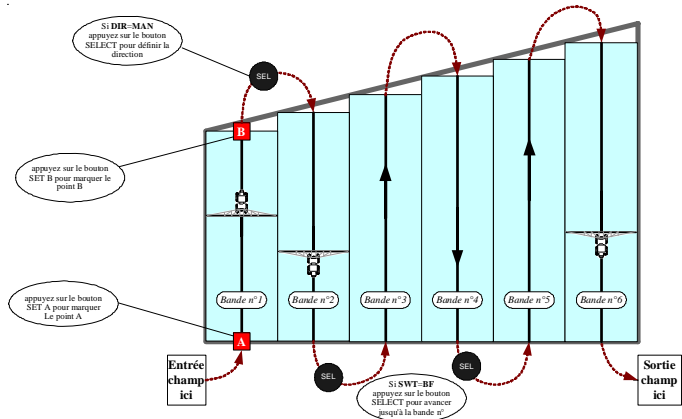 Si DIR=MAN
appuyez sur le bouton
SELECT pour définir la
direction
SEL
B
appuyez sur le bouton
SET B pour marquer le
point B
Bande n°1
Bande n°2
Bande n°3
Bande n°4
Bande n°5
Bande n°6
appuyez sur le bouton
SET A pour marquer
Le point A
A
Entrée
champ
ici
SEL
SEL
Si SWT=BF
appuyez sur le bouton
SELECT pour avancer
jusqu'à la bande n°
Sortie
champ
ici